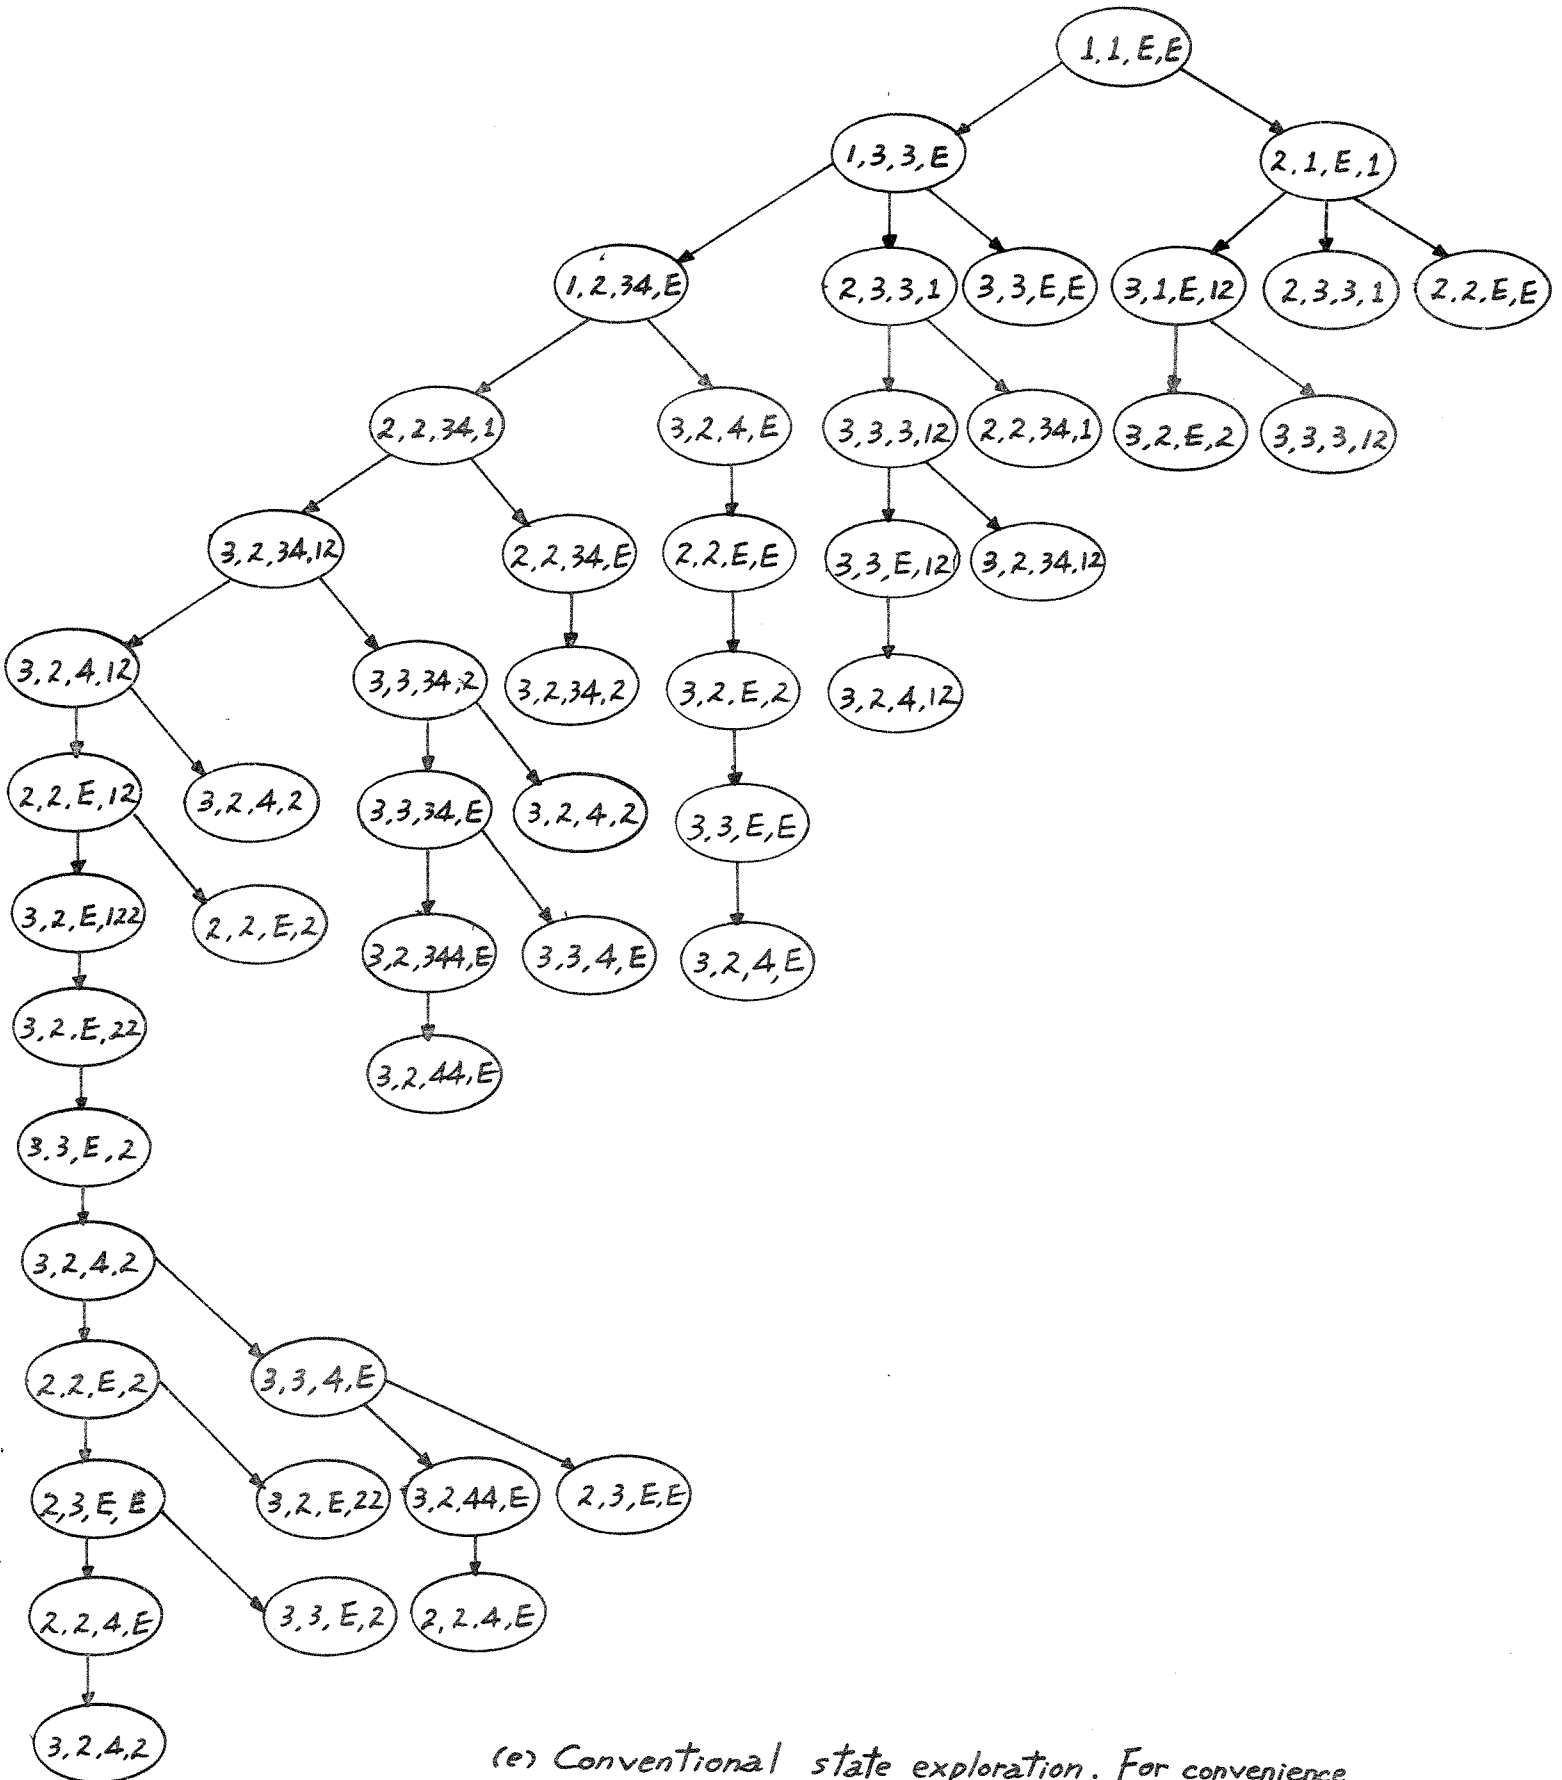 1,1,E,E
1,3,3,E
2,1,E,1
1,2,34,E
2,3,3,1
3,3,E,E
3,1,E,12
2,3,3,1
2,2,E,E
2,2,34,1
3,2,4,E
3,3,3,12
2,2,34,1
3,2,E,2
3,3,3,12
3,2,34,12
2,2,34,E
2,2,E,E
3,3,E,12
3,2,34,12
3,2,4,12
3,3,34,2
3,2,34,2
3,2,E,2
3,2,4,12
2,2,E,12
3,2,4,2
3,3,34,E
3,2,4,2
3,3,E,E
3,2,E,122
2,2,E,2
3,2,344,E
3,3,4,E
3,2,4,E
3,2,E,22
3,2,44,E
3,3,E,2
3,2,4,2
2,2,E,2
3,3,4,E
2,3,E,E
3,2,E,22
3,2,44,E
2,3,E,E
2,2,4,E
3,3,E,2
2,2,4,E
3,2,4,2
(e) Conventional state exploration. For convenience